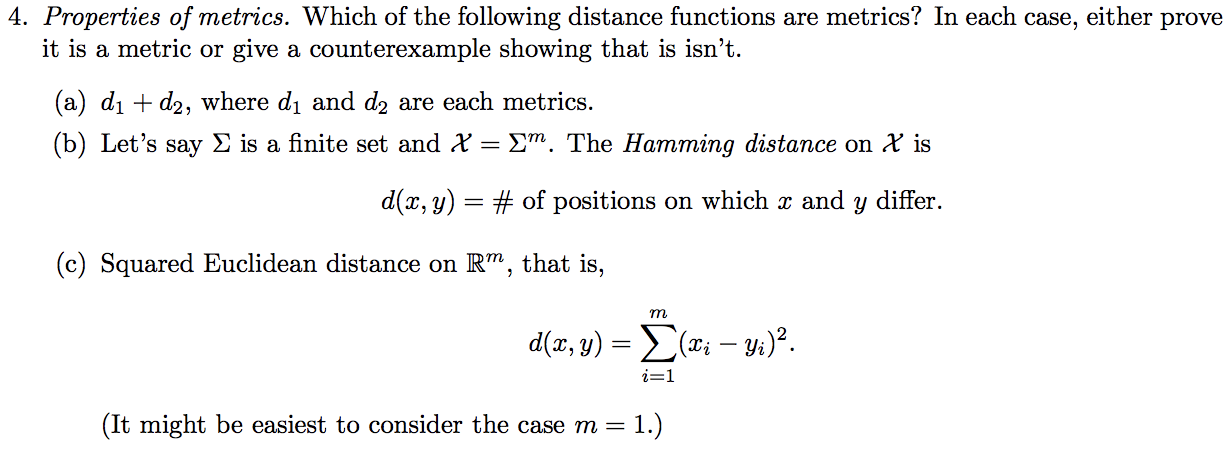 4. Properties of metrics. Which of the following distance functions are metrics? In each case, either prove
it is a metric or give a counterexample showing that is isn't.
(a) d₁ + d₂, where d₁ and d₂ are each metrics.
(b) Let's say Σ is a finite set and 𝒳 = Σᵐ. The Hamming distance on 𝒳 is
d(x, y) = # of positions on which x and y differ.
(c) Squared Euclidean distance on ℝᵐ, that is,
d(x, y) = ∑ᵢ₌₁ᵐ (xᵢ − yᵢ)².
(It might be easiest to consider the case m = 1.)